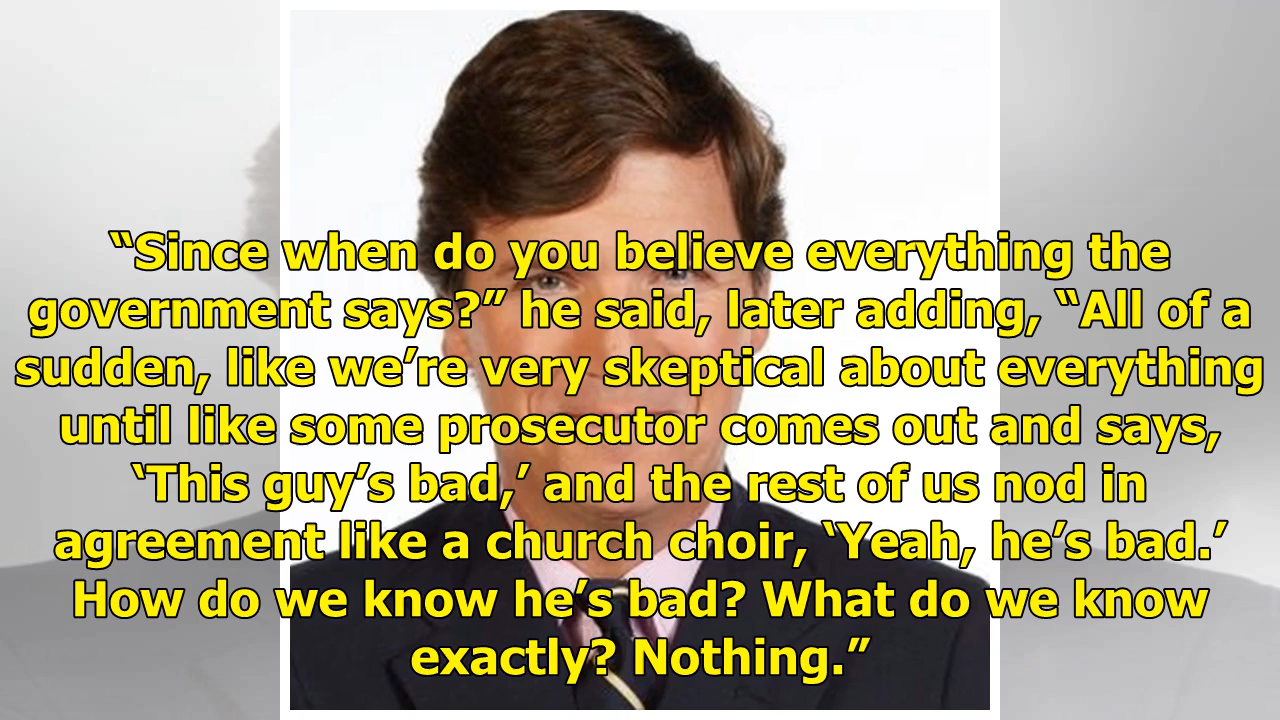 “Since when do you believe everything the
government says?” he said, later adding, “All of a
sudden, like we’re very skeptical about everything
until like some prosecutor comes out and says,
‘This guy’s bad,’ and the rest of us nod in
agreement like a church choir, ‘Yeah, he’s bad.’
How do we know he’s bad? What do we know
exactly? Nothing.”